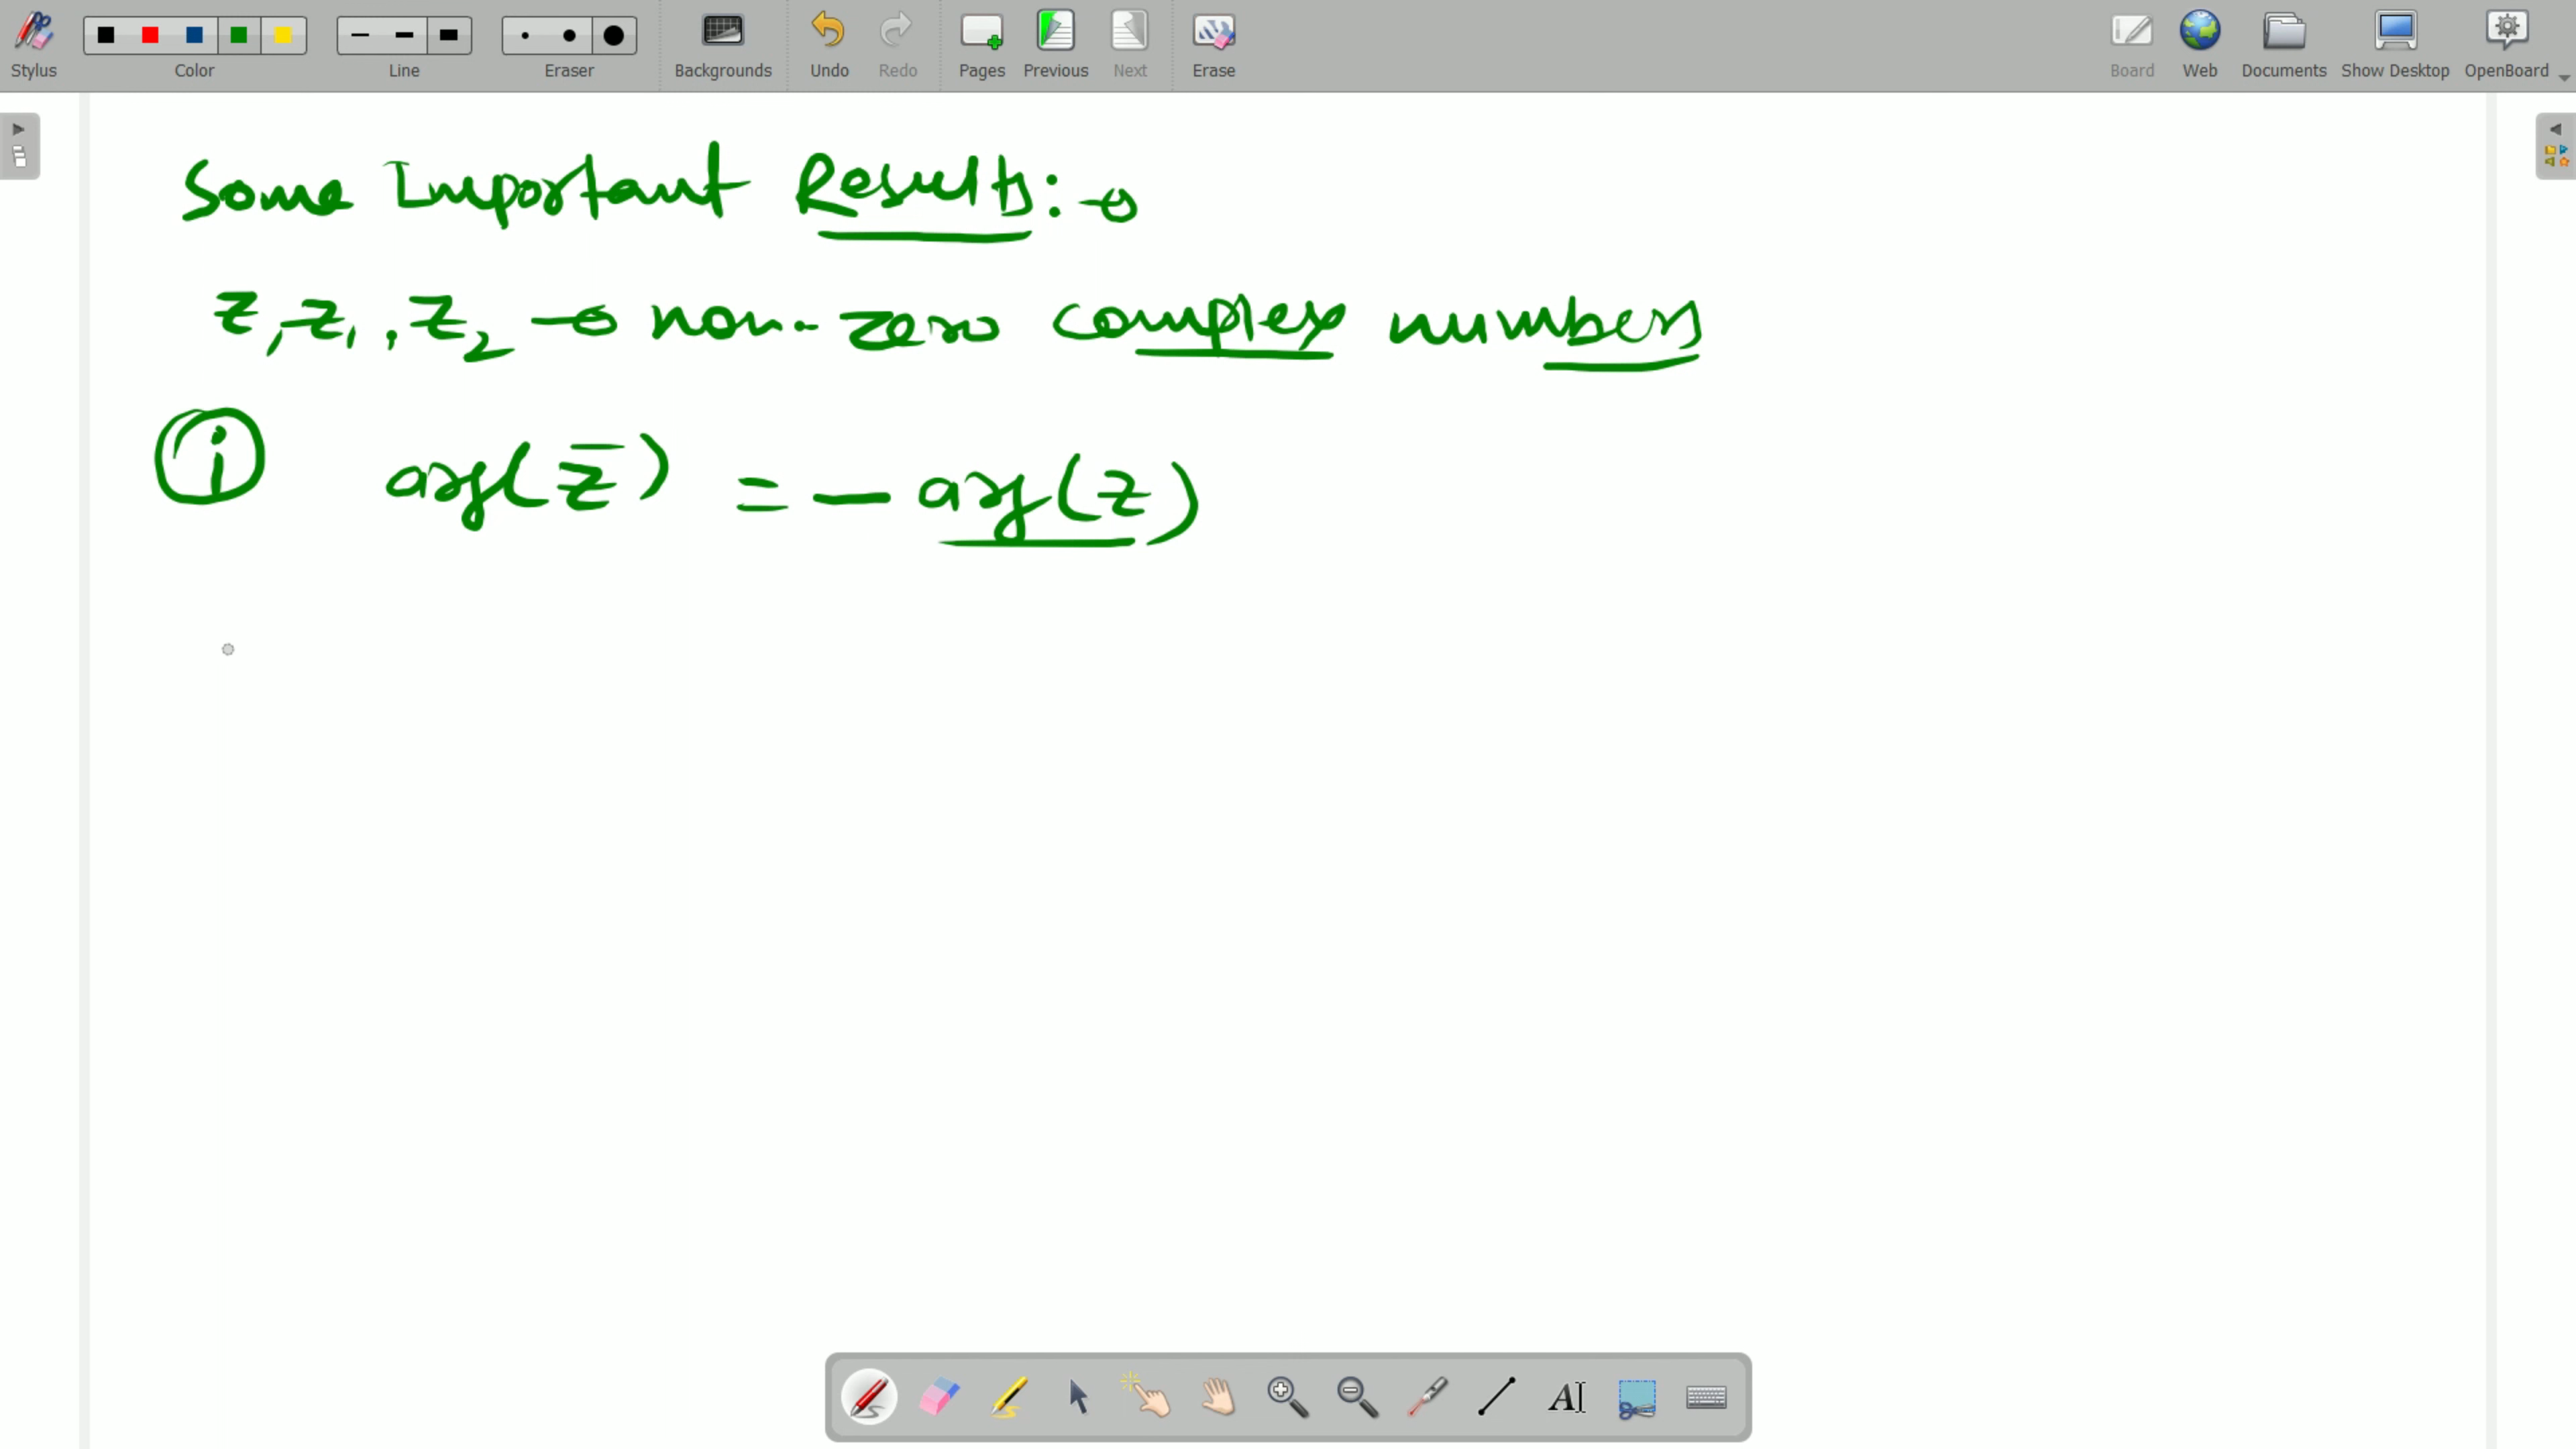 Stylus Color Line Eraser Backgrounds Undo Redo Pages Previous Next Erase Board Web Documents Show Desktop OpenBoard
Some Important Results:→
z, z₁, z₂ → non-zero complex numbers
(i) arg(z̅) = - arg(z)